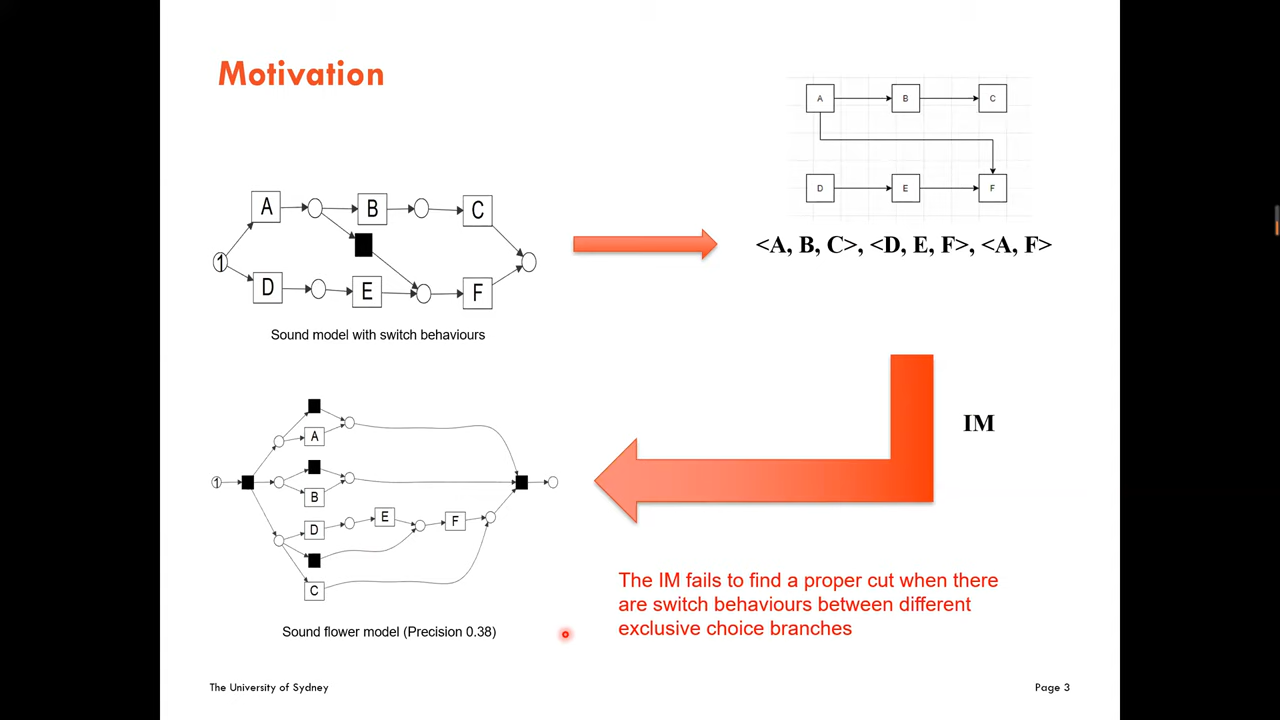 Motivation
A B C
D E F
<A, B, C>, <D, E, F>, <A, F>
A B C
1
D E F
Sound model with switch behaviours
IM
A
1
B
D E F
C
Sound flower model (Precision 0.38)
The IM fails to find a proper cut when there
are switch behaviours between different
exclusive choice branches
The University of Sydney
Page 3